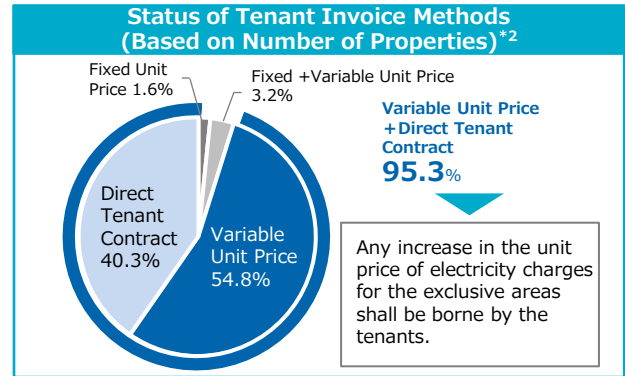 Status of Tenant Invoice Methods
(Based on Number of Properties)*2
Fixed Unit
Price 1.6%
Fixed +Variable Unit Price
3.2%
Variable Unit Price
+Direct Tenant
Contract
95.3%
Direct
Tenant
Contract
40.3%
Variable
Unit Price
54.8%
Any increase in the unit
price of electricity charges
for the exclusive areas
shall be borne by the
tenants.